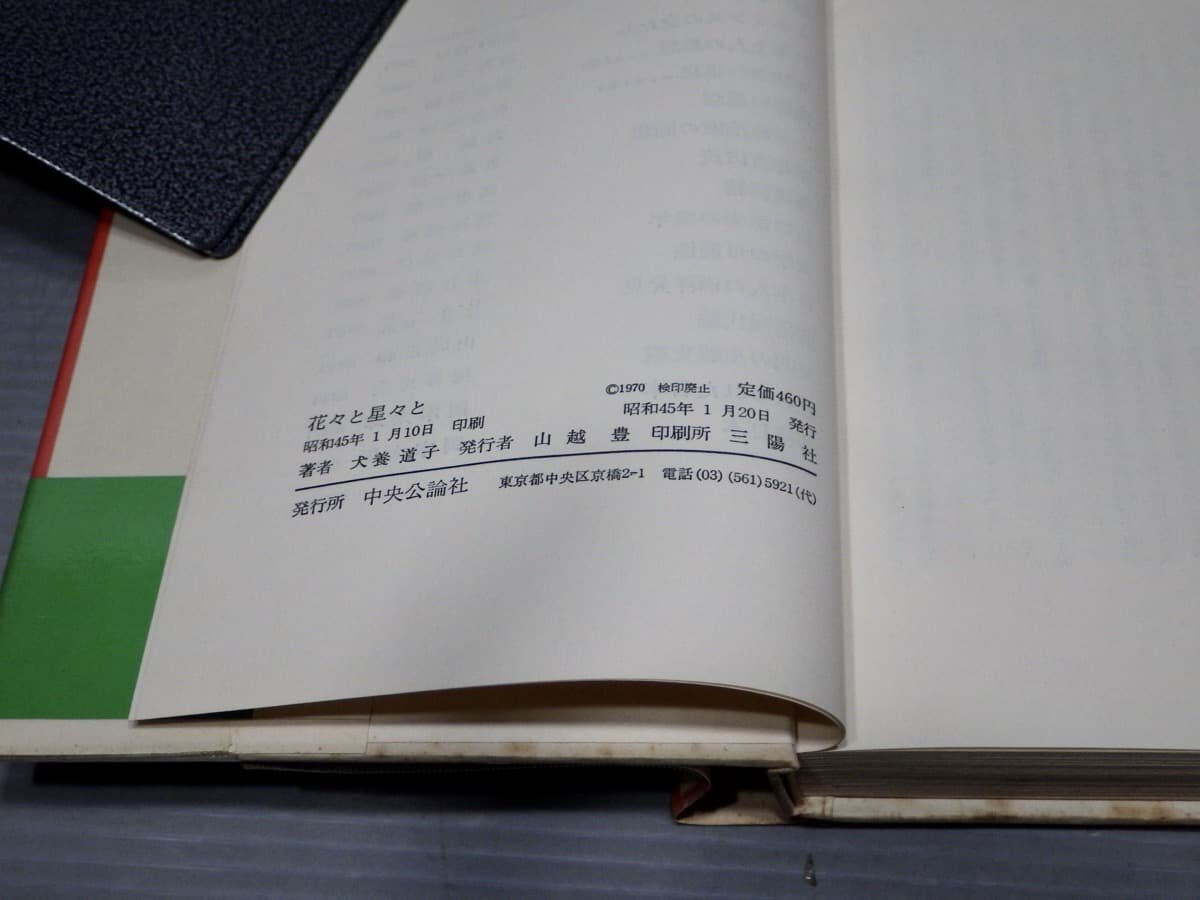 花々と星々と ©1970 検印廃止 定価460円
昭和45年1月10日 印刷 昭和45年1月20日 発行
著者 犬養道子 発行者 山越 豊 印刷所 三陽社
発行所 中央公論社 東京都中央区京橋2-1 電話(03)(561)5921(代)